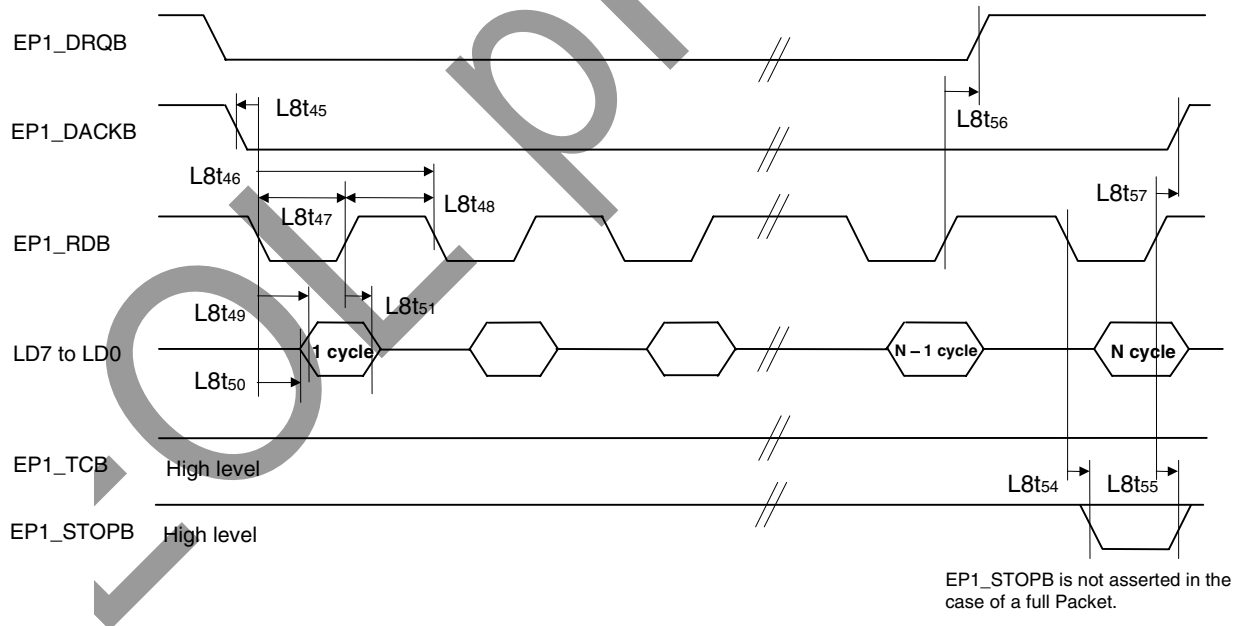 EP1_DRQB
L8t56
EP1_DACKB
L8t45
L8t46
L8t47
L8t48
L8t57
EP1_RDB
L8t49
L8t51
LD7 to LD0
1 cycle
N – 1 cycle
N cycle
L8t50
EP1_TCB
High level
L8t54
L8t55
EP1_STOPB
High level
EP1_STOPB is not asserted in the
case of a full Packet.